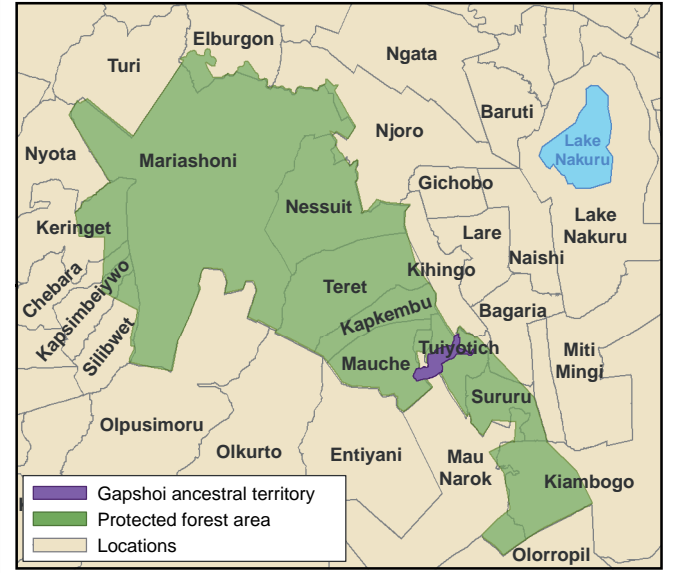 Elburgon
Turi
Ngata
Baruti
Njoro
Lake
Nakuru
Nyota
Mariashoni
Gichobo
Nessuit
Lake
Nakuru
Keringet
Lare
Naishi
Kihingo
Chebara
Teret
Kapsimbeiywo
Kapkembu
Bagaria
Silibwet
Tuiyotich
Mauche
Miti
Mingi
Sururu
Olpusimoru
Olkurto
Entiyani
Mau
Narok
Kiambogo
Olorropil
Gapshoi ancestral territory
Protected forest area
Locations